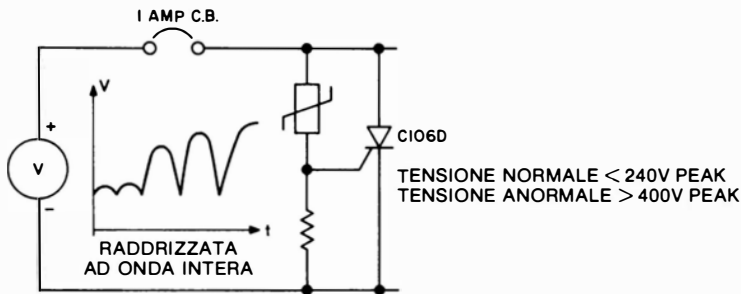 1 AMP C.B.
V
+
V
-
t
RADDRIZZATA
AD ONDA INTERA
C106D
TENSIONE NORMALE < 240V PEAK
TENSIONE ANORMALE > 400V PEAK